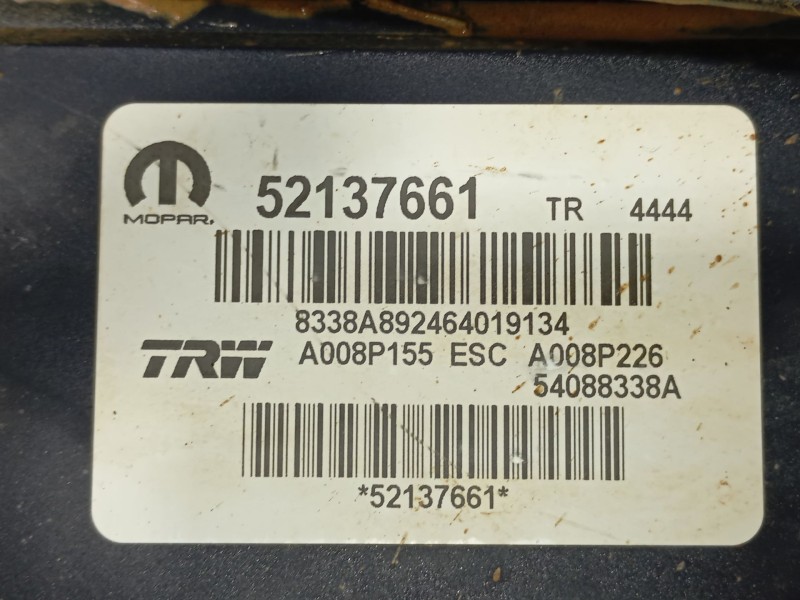 52137661 TR 4444
MOPAR.
8338A892464019134
TRW A008P155 ESC A008P226
54088338A
*52137661*